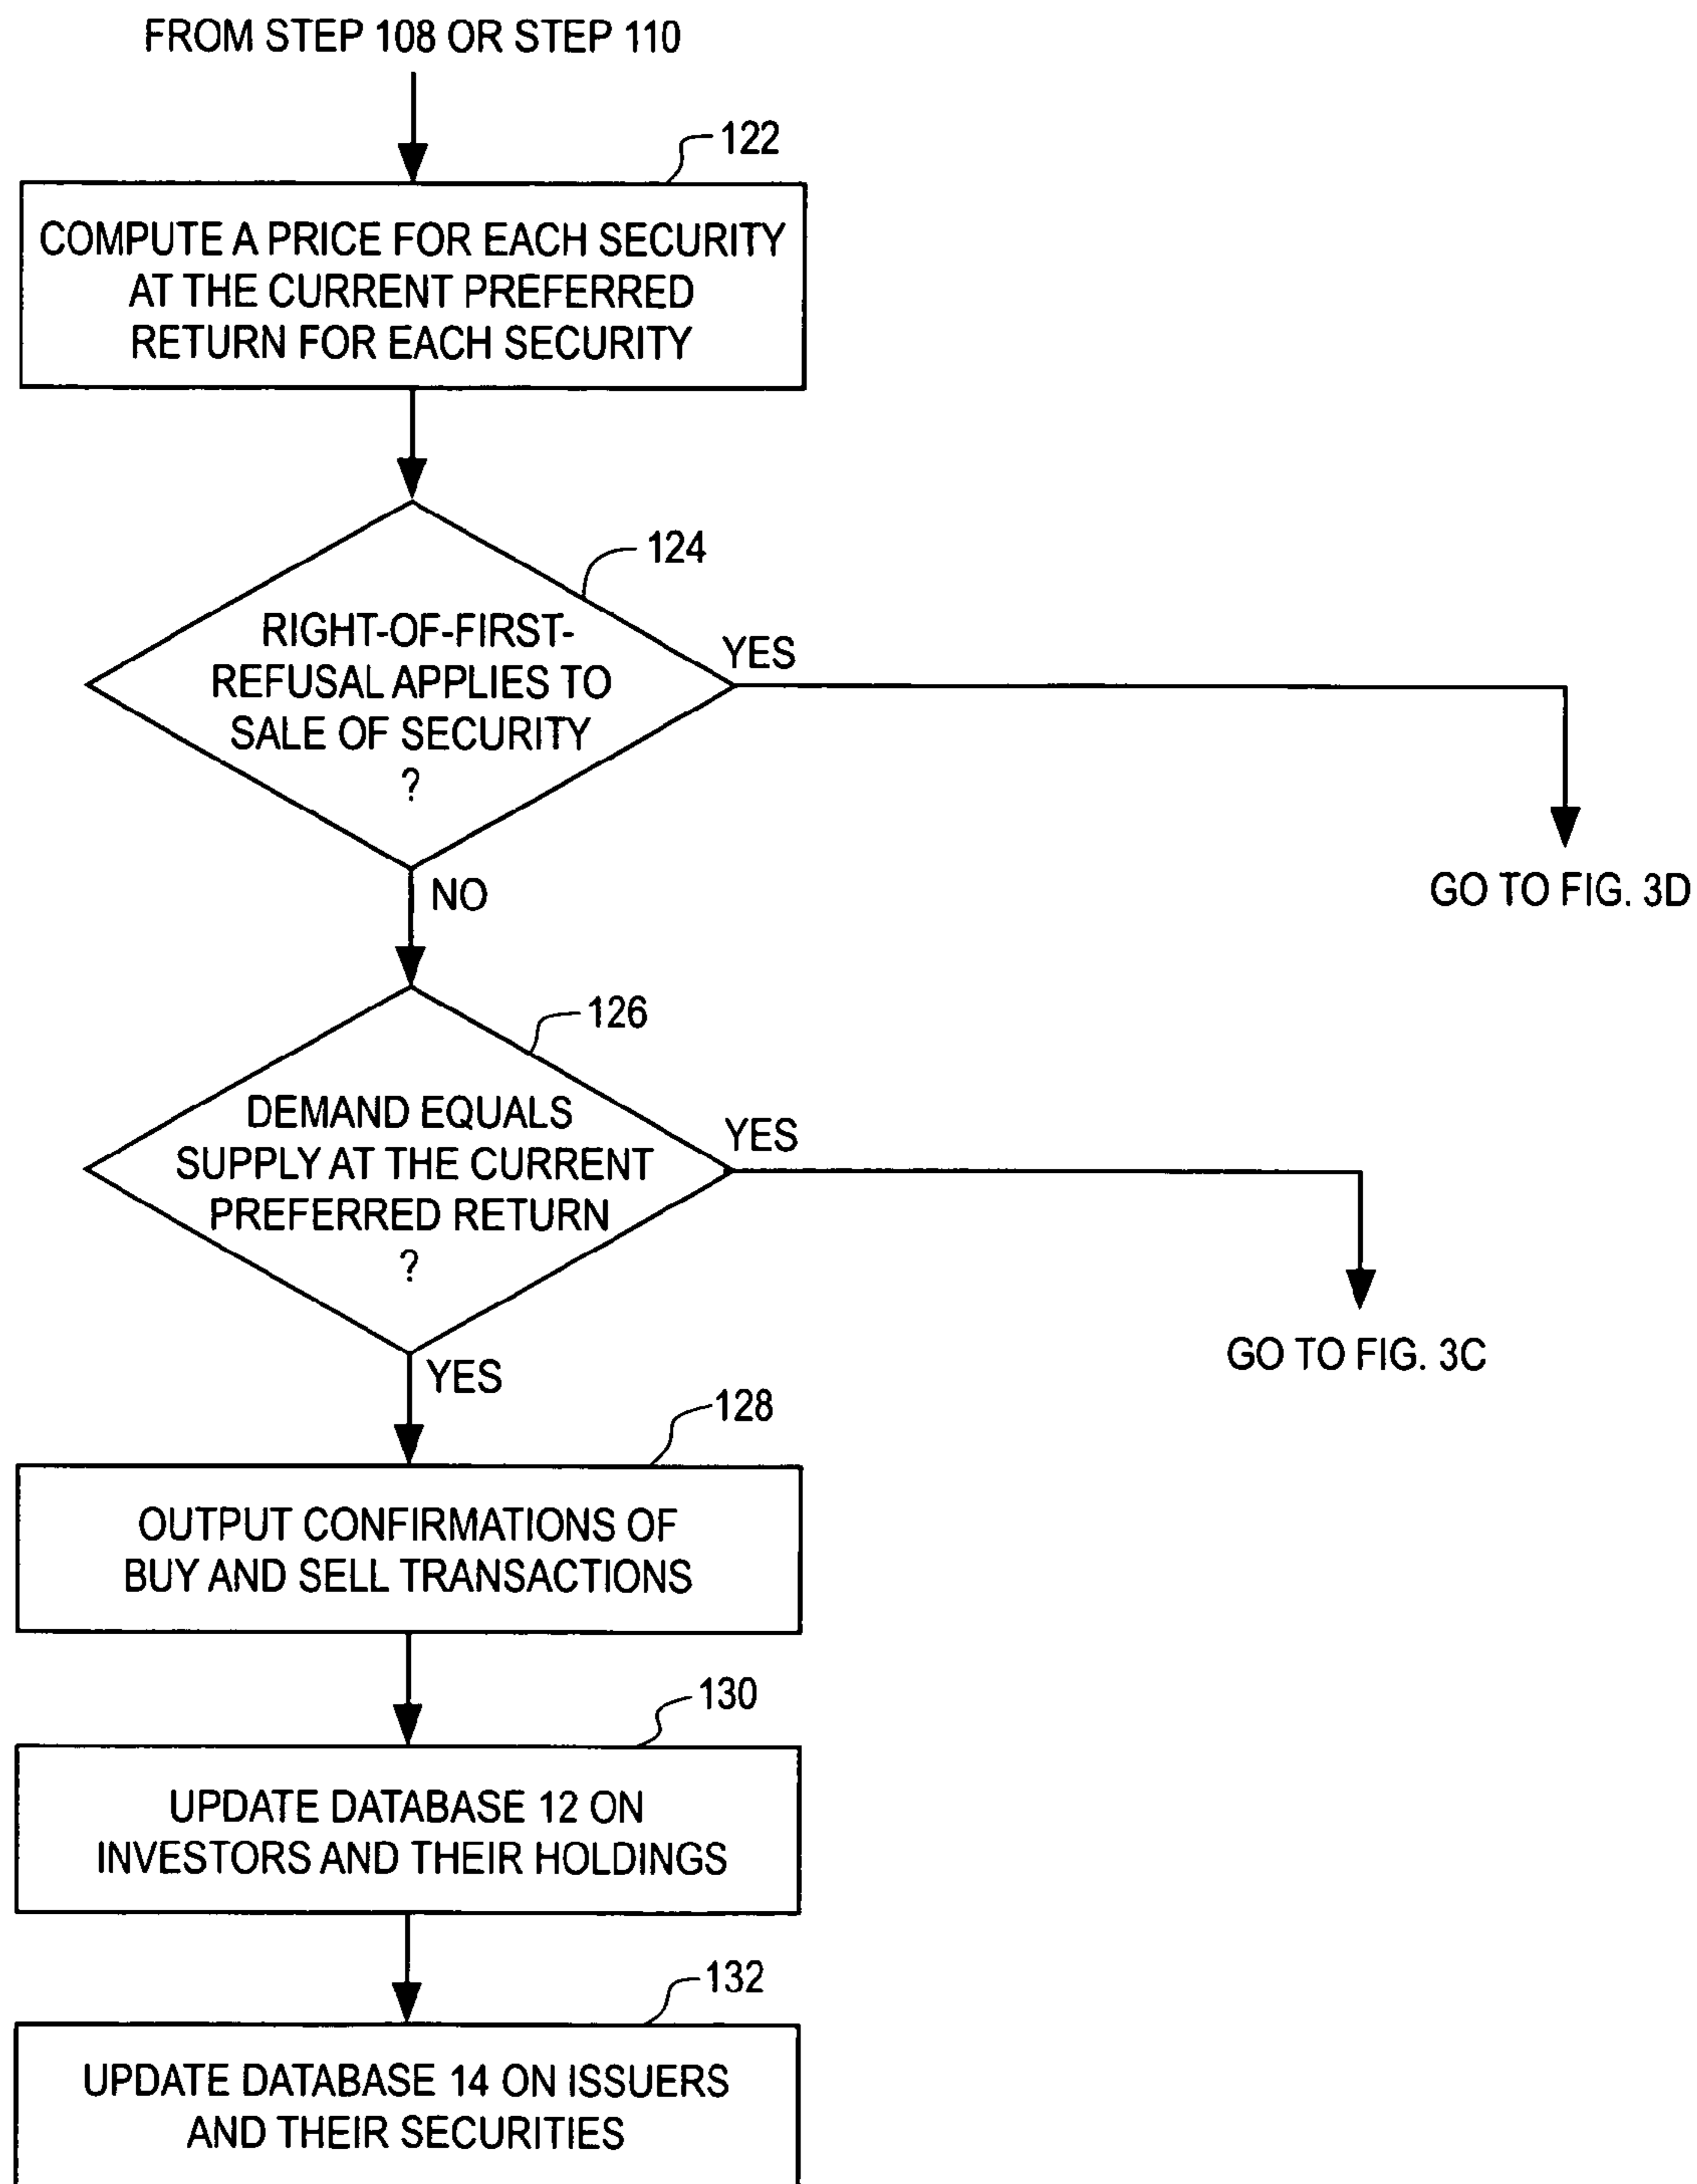 FROM STEP 108 OR STEP 110
122
COMPUTE A PRICE FOR EACH SECURITY
AT THE CURRENT PREFERRED
RETURN FOR EACH SECURITY
124
RIGHT-OF-FIRST-
REFUSAL APPLIES TO
SALE OF SECURITY
?
YES
GO TO FIG. 3D
NO
126
DEMAND EQUALS
SUPPLY AT THE CURRENT
PREFERRED RETURN
?
YES
GO TO FIG. 3C
YES
128
OUTPUT CONFIRMATIONS OF
BUY AND SELL TRANSACTIONS
130
UPDATE DATABASE 12 ON
INVESTORS AND THEIR HOLDINGS
132
UPDATE DATABASE 14 ON ISSUERS
AND THEIR SECURITIES